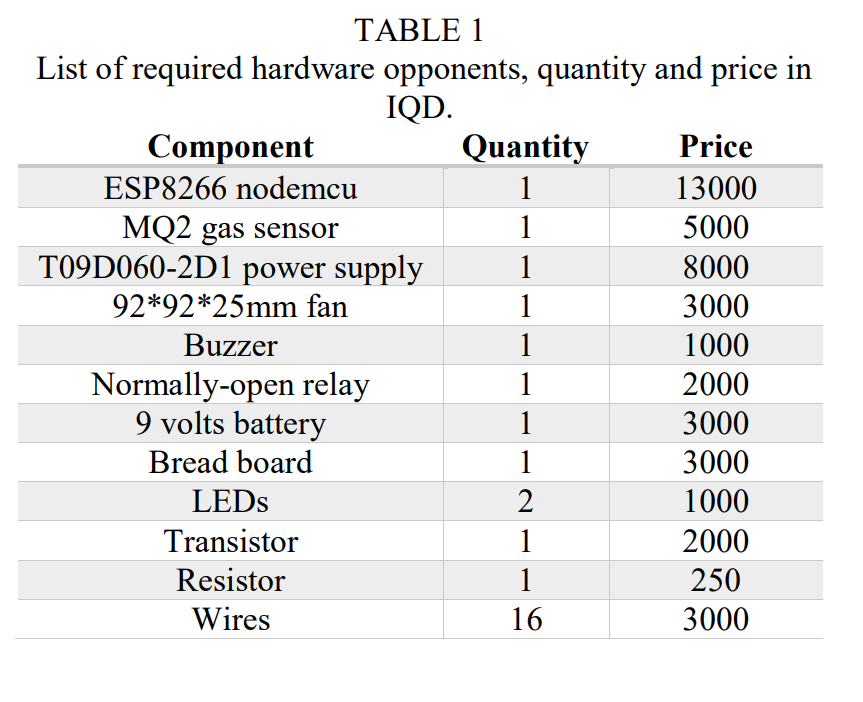 TABLE 1
List of required hardware opponents, quantity and price in
IQD.
Component Quantity Price
ESP8266 nodemcu 1 13000
MQ2 gas sensor 1 5000
T09D060-2D1 power supply 1 8000
92*92*25mm fan 1 3000
Buzzer 1 1000
Normally-open relay 1 2000
9 volts battery 1 3000
Bread board 1 3000
LEDs 2 1000
Transistor 1 2000
Resistor 1 250
Wires 16 3000